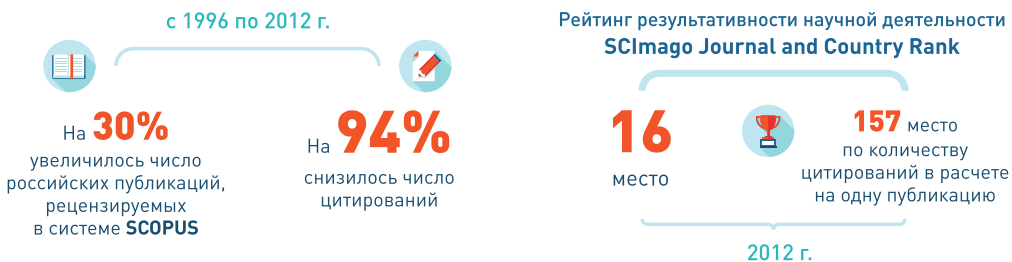 с 1996 по 2012 г.
На 30%
увеличилось число
российских публикаций,
рецензируемых
в системе SCOPUS
На 94%
снизилось число
цитирований
Рейтинг результативности научной деятельности
SCImago Journal and Country Rank
16
место
157 место
по количеству
цитирований в расчете
на одну публикацию
2012 г.